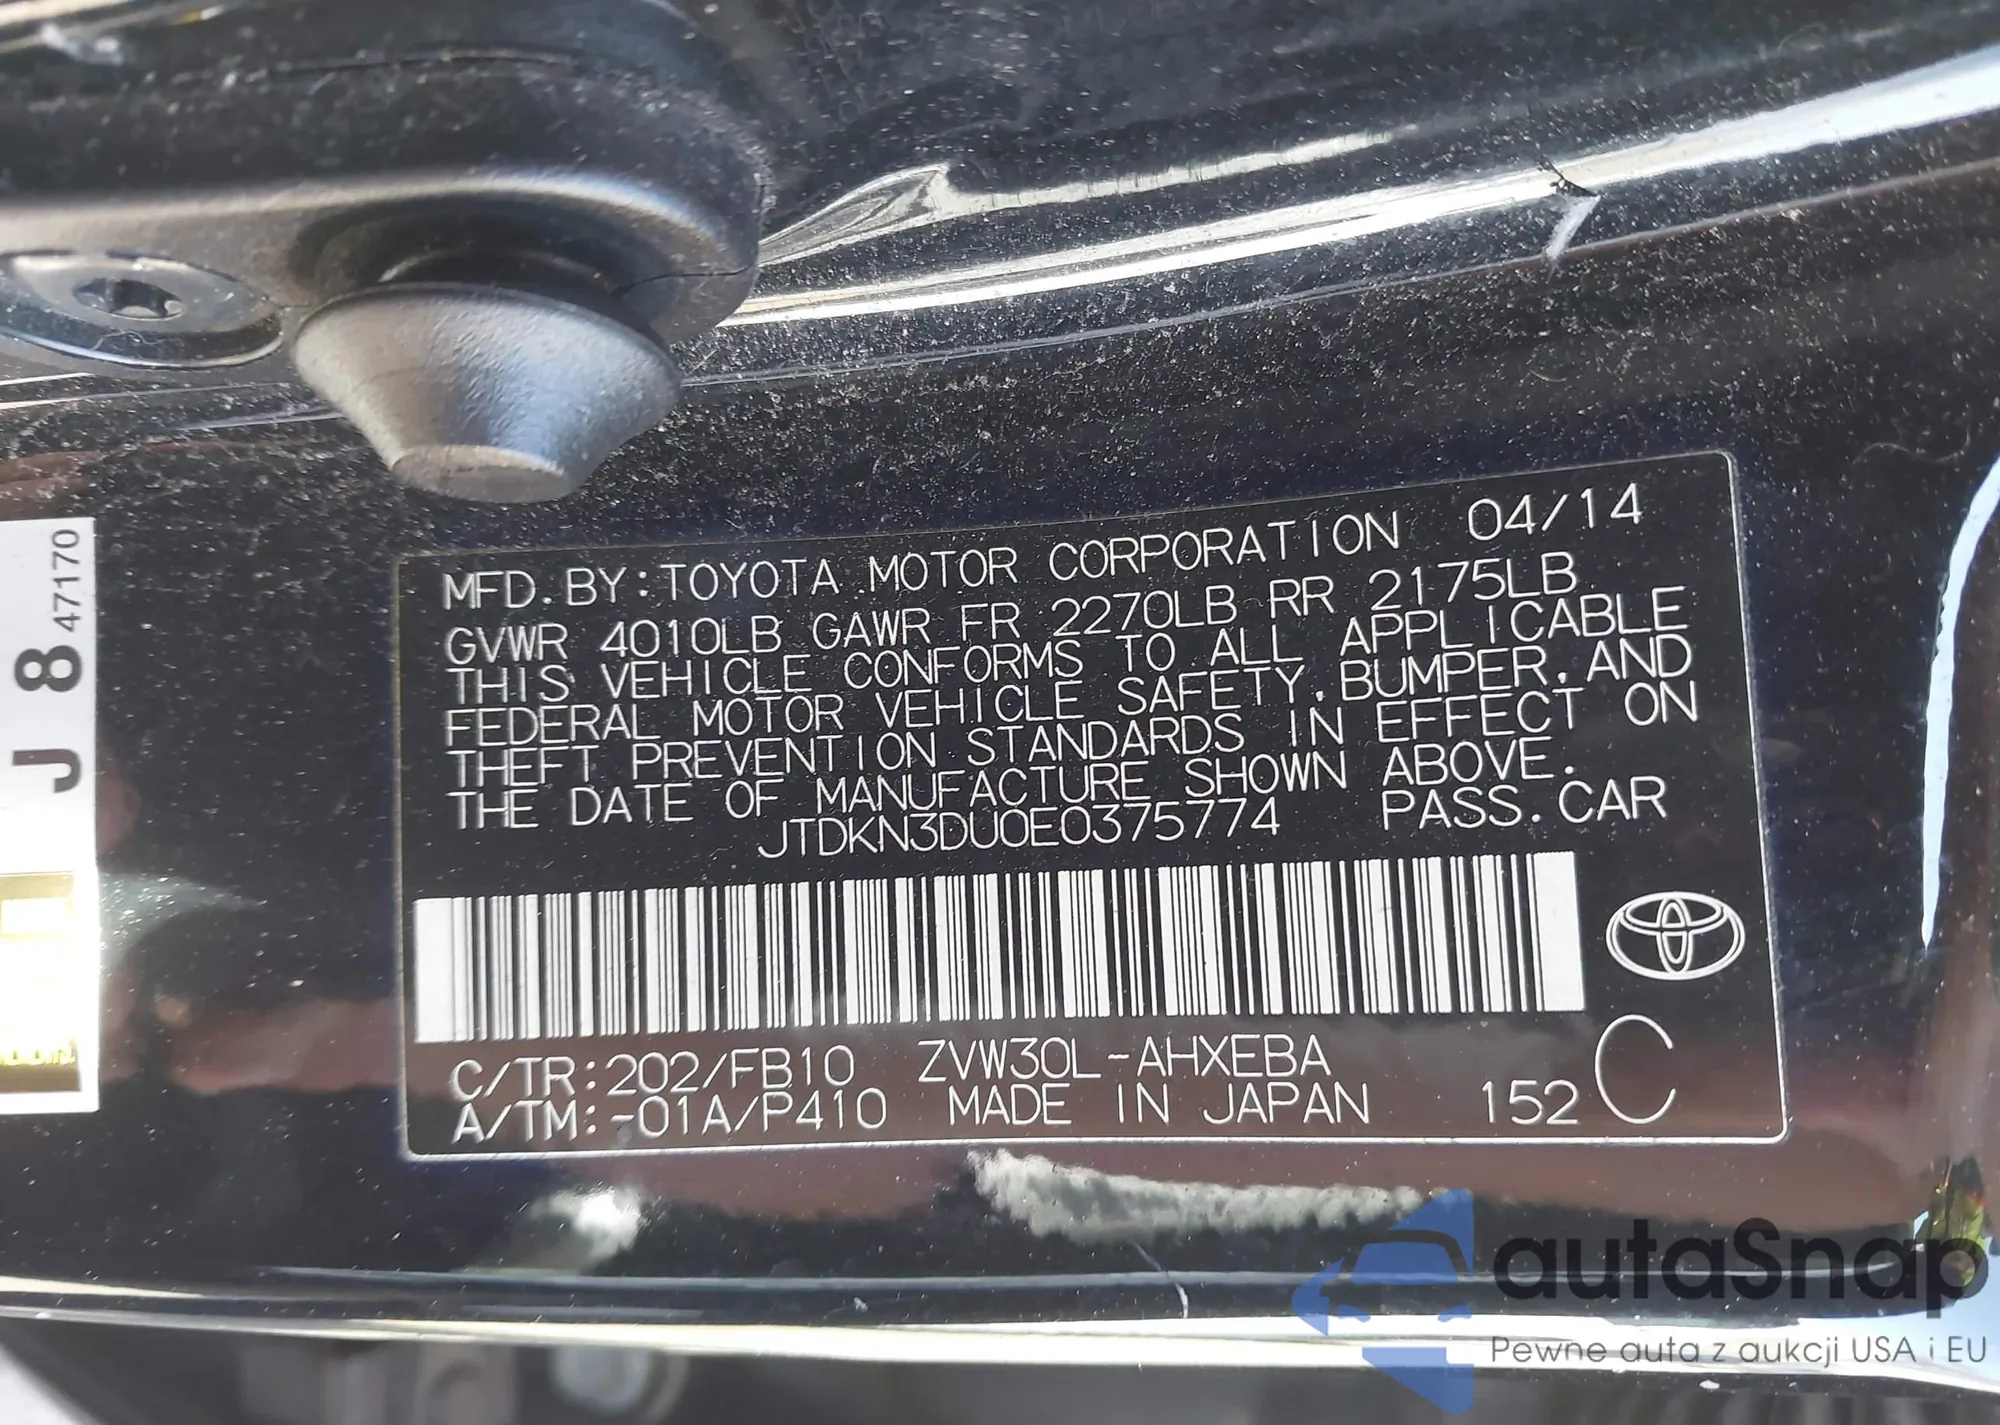 MFD. BY: TOYOTA MOTOR CORPORATION 04/14
GVWR 4010LB GAWR FR 2270LB RR 2175LB
THIS VEHICLE CONFORMS TO ALL APPLICABLE
FEDERAL MOTOR VEHICLE SAFETY, BUMPER, AND
THEFT PREVENTION STANDARDS IN EFFECT ON
THE DATE OF MANUFACTURE SHOWN ABOVE.
JTDKN3DU0E0375774 PASS. CAR
C/TR: 202/FB10 ZVW30L-AHXEBA
A/TM: -01A/P410 MADE IN JAPAN 152 C
J 8 47170
autaSnap
Pewne auta z aukcji USA i EU